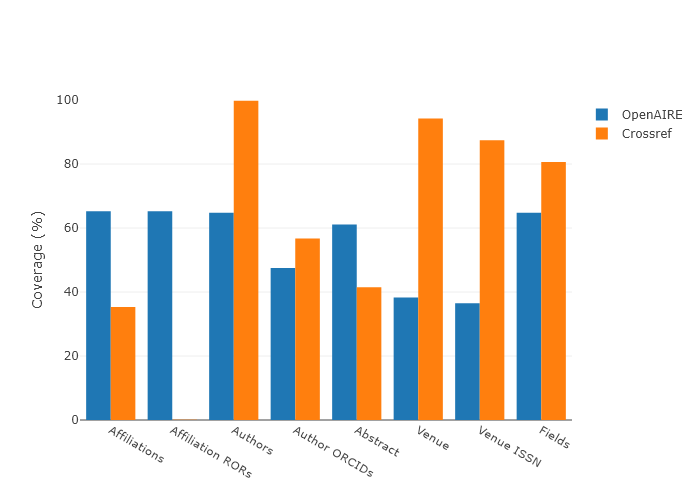 OpenAIRE
Crossref
100
80
60
40
20
0
Coverage (%)
Affiliations
Affiliation RORs
Authors
Author ORCIDs
Abstract
Venue
Venue ISSN
Fields